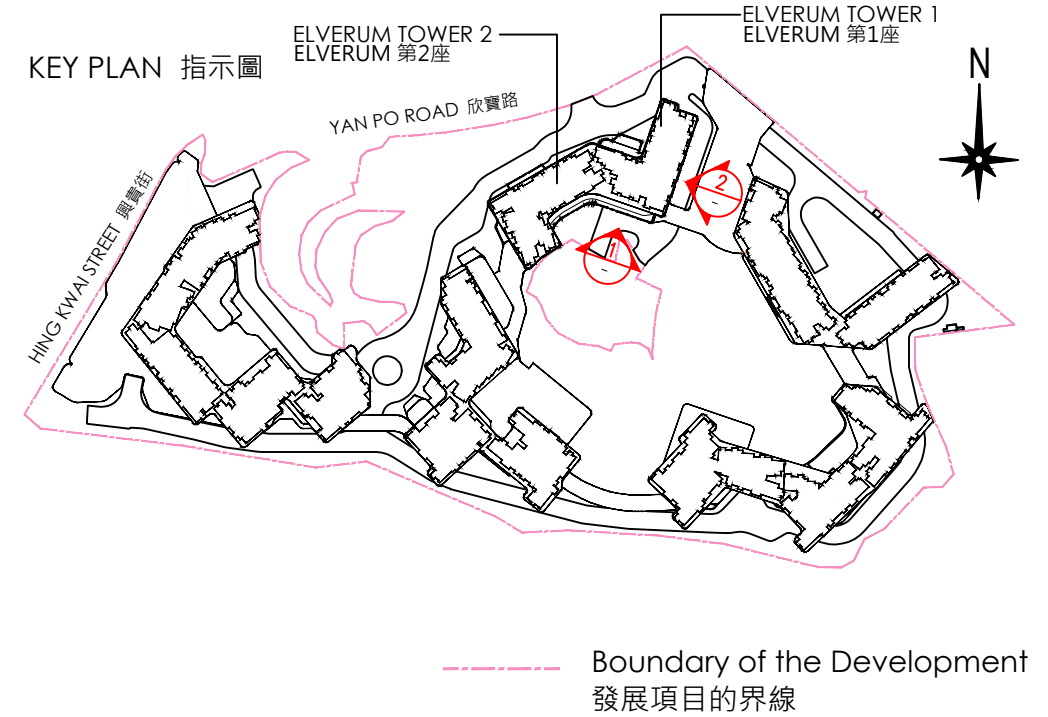 ELVERUM TOWER 1
ELVERUM 第1座
ELVERUM TOWER 2
ELVERUM 第2座
KEY PLAN 指示圖
N
YAN PO ROAD 欣寶路
HING KWAI STREET 興貴街
2
-
1
-
Boundary of the Development
發展項目的界線